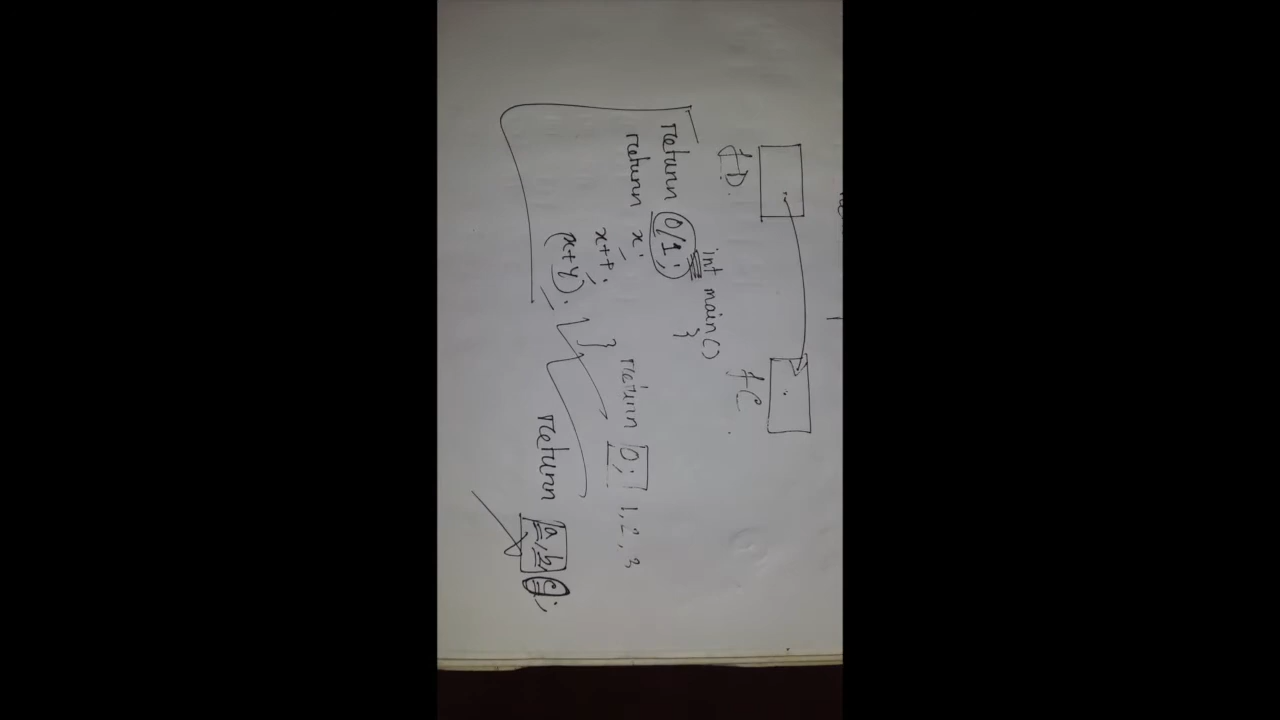 fD. fC.
int main()
}
return 0/1;
return x;
x++;
(x+y);
}
return 0; 1, 2, 3
return a, b, c;